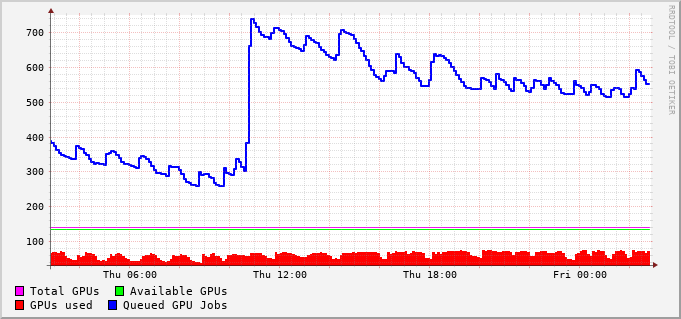 700
600
500
400
300
200
100
Thu 06:00 Thu 12:00 Thu 18:00 Fri 00:00
Total GPUs Available GPUs
GPUs used Queued GPU Jobs
RRDTOOL / TOBI OETIKER